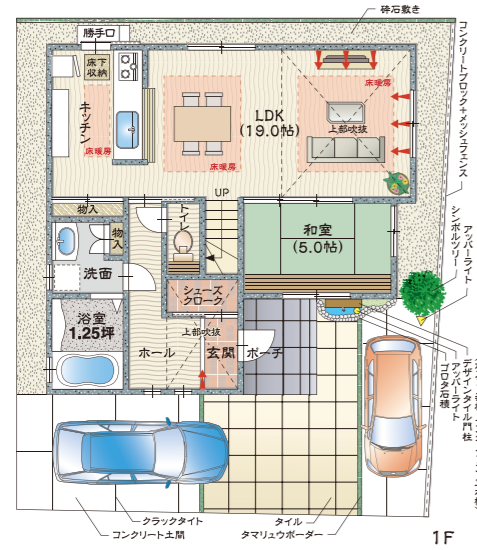 砕石敷き
勝手口
床下
収納
キッチン
床暖房
床暖房
LDK
(19.0帖)
床暖房
上部吹抜
コンクリートブロック+メッシュフェンス
UP
物入
トイレ
物入
和室
(5.0帖)
洗面
シューズ
クローク
アッパーライト
シンボルツリー
浴室
1.25坪
上部吹抜
ホール
玄関
ポーチ
デザインタイル門柱
アッパーライト
ゴロタ石積
クラックタイト
コンクリート土間
タイル
タマリュウボーダー
1F